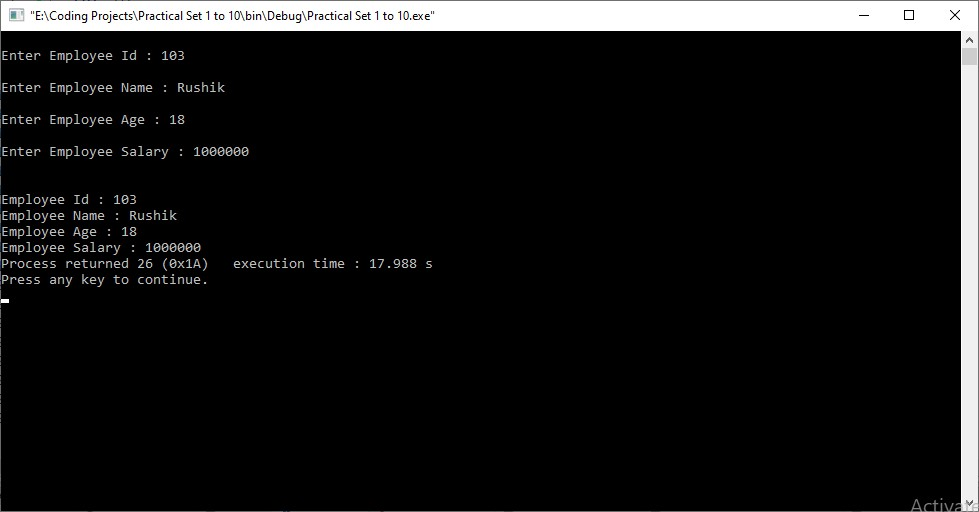 "E:\Coding Projects\Practical Set 1 to 10\bin\Debug\Practical Set 1 to 10.exe"
Enter Employee Id : 103
Enter Employee Name : Rushik
Enter Employee Age : 18
Enter Employee Salary : 1000000
Employee Id : 103
Employee Name : Rushik
Employee Age : 18
Employee Salary : 1000000
Process returned 26 (0x1A)   execution time : 17.988 s
Press any key to continue.